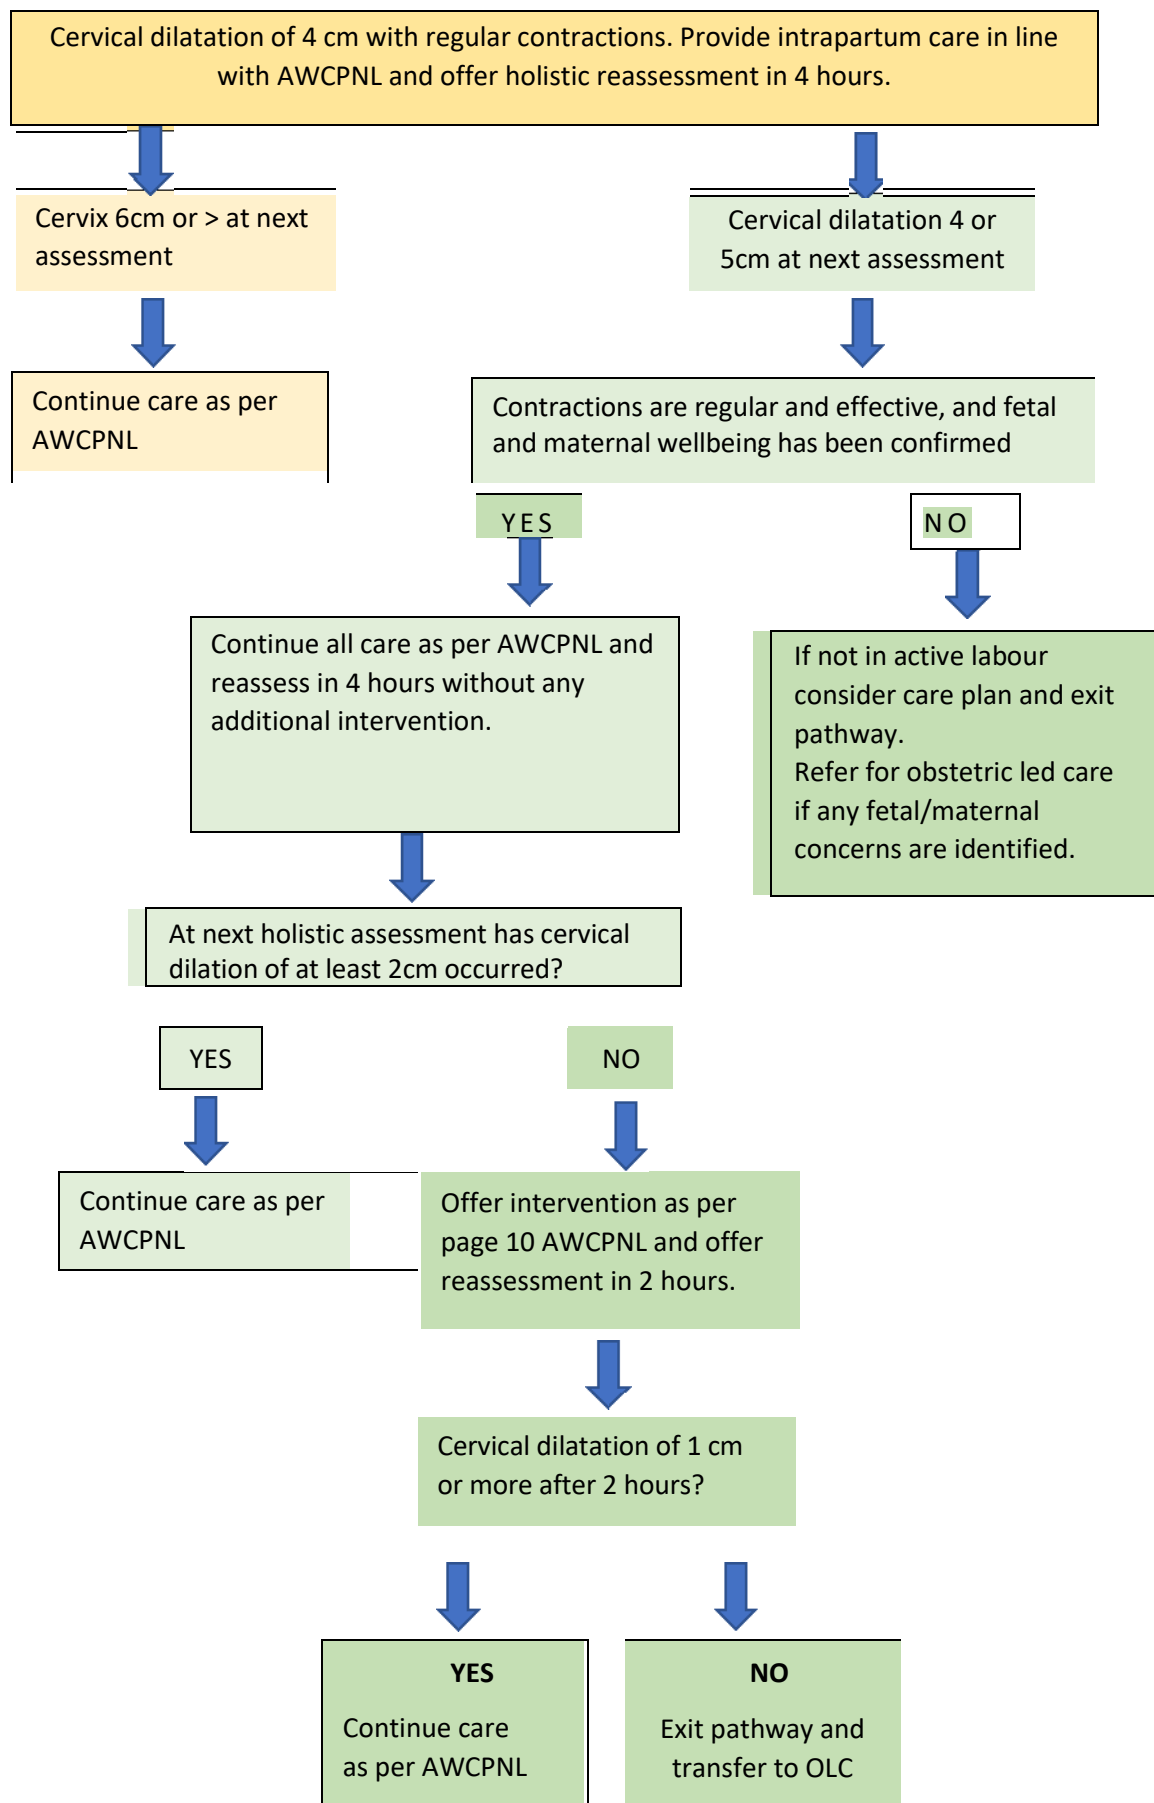 Cervical dilatation of 4 cm with regular contractions. Provide intrapartum care in line
with AWCPNL and offer holistic reassessment in 4 hours.
Cervix 6cm or > at next
assessment
Cervical dilatation 4 or
5cm at next assessment
Continue care as per
AWCPNL
Contractions are regular and effective, and fetal
and maternal wellbeing has been confirmed
YES
NO
Continue all care as per AWCPNL and
reassess in 4 hours without any
additional intervention.
If not in active labour
consider care plan and exit
pathway.
Refer for obstetric led care
if any fetal/maternal
concerns are identified.
At next holistic assessment has cervical
dilation of at least 2cm occurred?
YES
NO
Continue care as per
AWCPNL
Offer intervention as per
page 10 AWCPNL and offer
reassessment in 2 hours.
Cervical dilatation of 1 cm
or more after 2 hours?
YES
Continue care
as per AWCPNL
NO
Exit pathway and
transfer to OLC